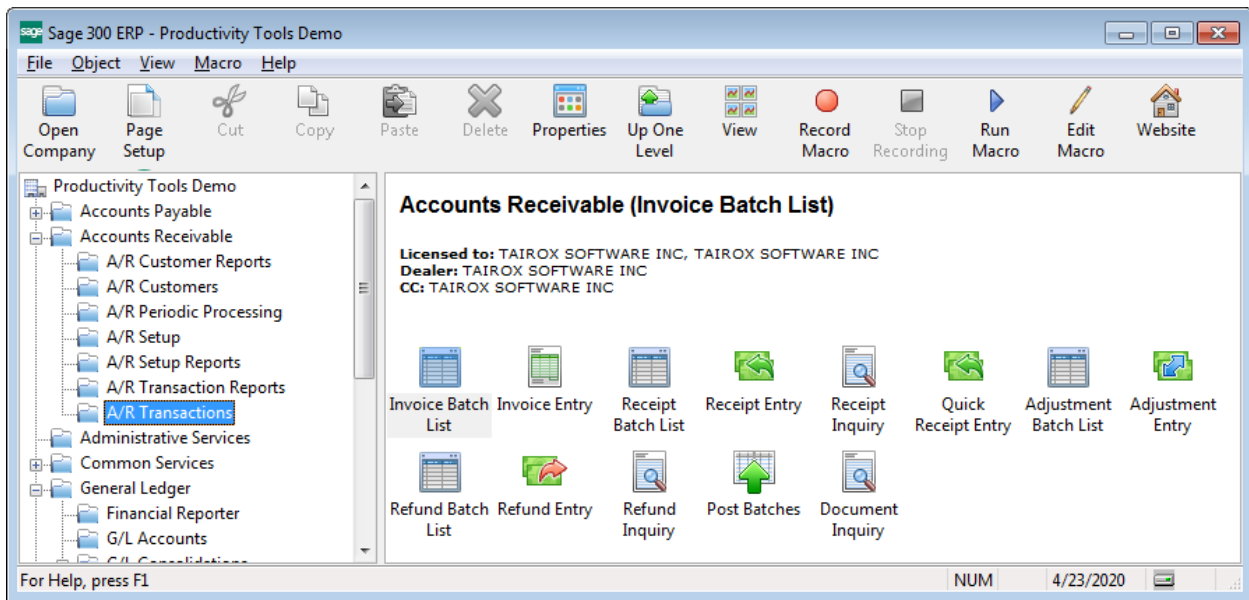 sage Sage 300 ERP - Productivity Tools Demo
File Object View Macro Help
Open Company
Page Setup
Cut
Copy
Paste
Delete
Properties
Up One Level
View
Record Macro
Stop Recording
Run Macro
Edit Macro
Website
Productivity Tools Demo
Accounts Payable
Accounts Receivable
A/R Customer Reports
A/R Customers
A/R Periodic Processing
A/R Setup
A/R Setup Reports
A/R Transaction Reports
A/R Transactions
Administrative Services
Common Services
General Ledger
Financial Reporter
G/L Accounts
G/L Consolidations
Accounts Receivable (Invoice Batch List)
Licensed to: TAIROX SOFTWARE INC, TAIROX SOFTWARE INC
Dealer: TAIROX SOFTWARE INC
CC: TAIROX SOFTWARE INC
Invoice Batch List
Invoice Entry
Receipt Batch List
Receipt Entry
Receipt Inquiry
Quick Receipt Entry
Adjustment Batch List
Adjustment Entry
Refund Batch List
Refund Entry
Refund Inquiry
Post Batches
Document Inquiry
For Help, press F1
NUM
4/23/2020